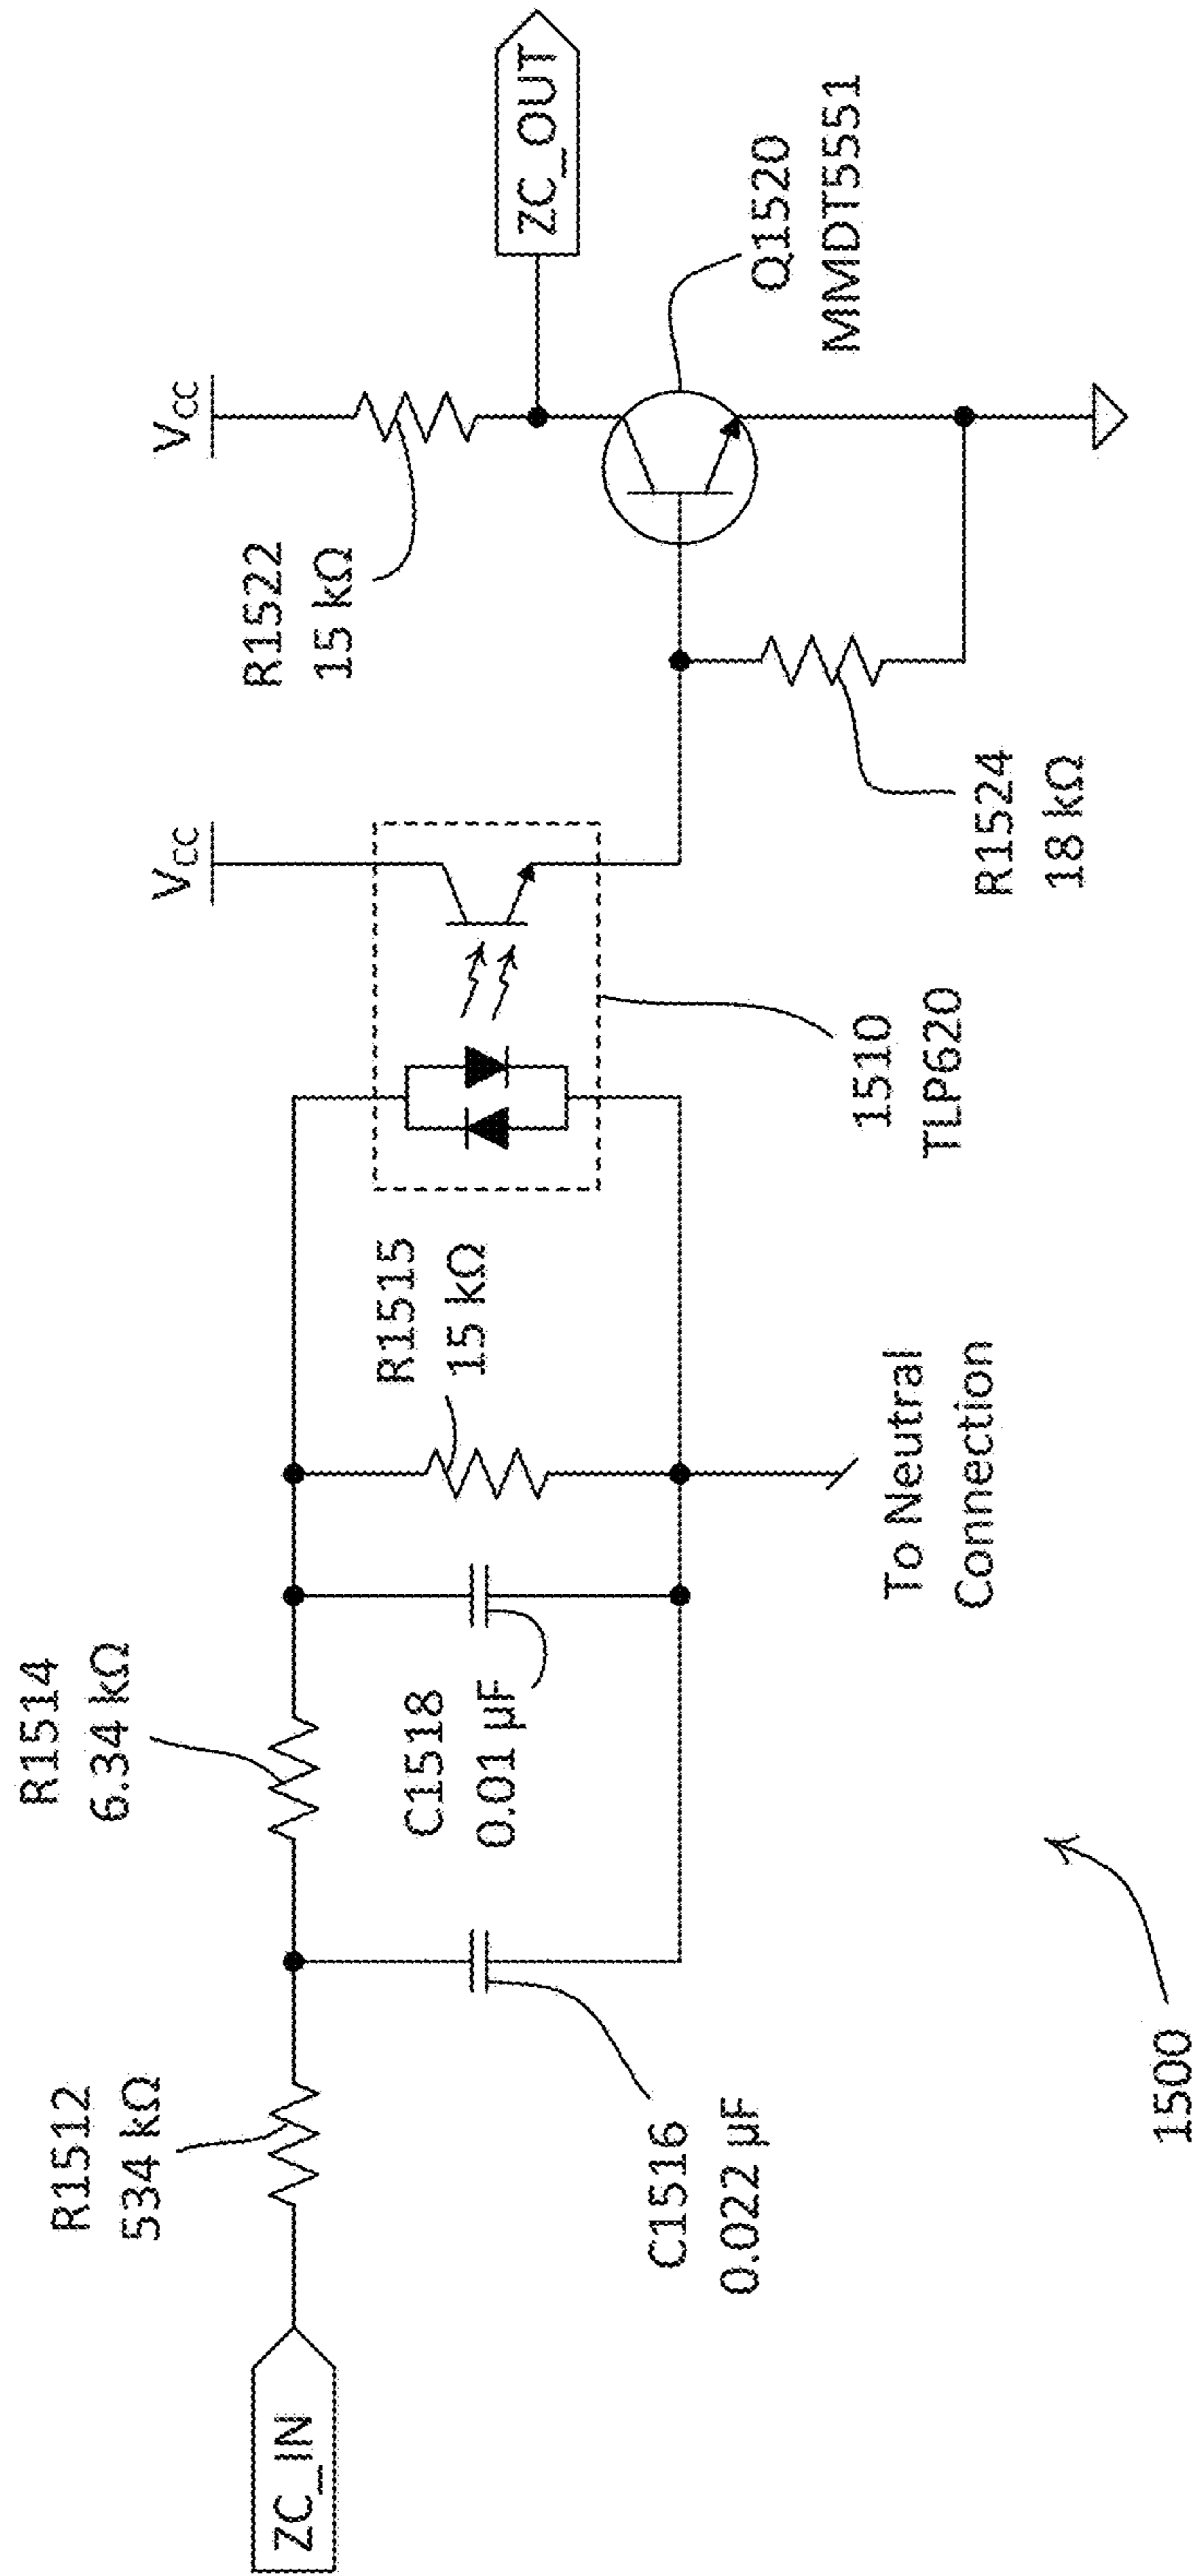 ZC_IN
R1512
534 kΩ
R1514
6.34 kΩ
C1516
0.022 µF
C1518
0.01 µF
R1515
15 kΩ
To Neutral
Connection
1510
TLP620
VCC
R1522
15 kΩ
VCC
ZC_OUT
Q1520
MMDT5551
R1524
18 kΩ
1500